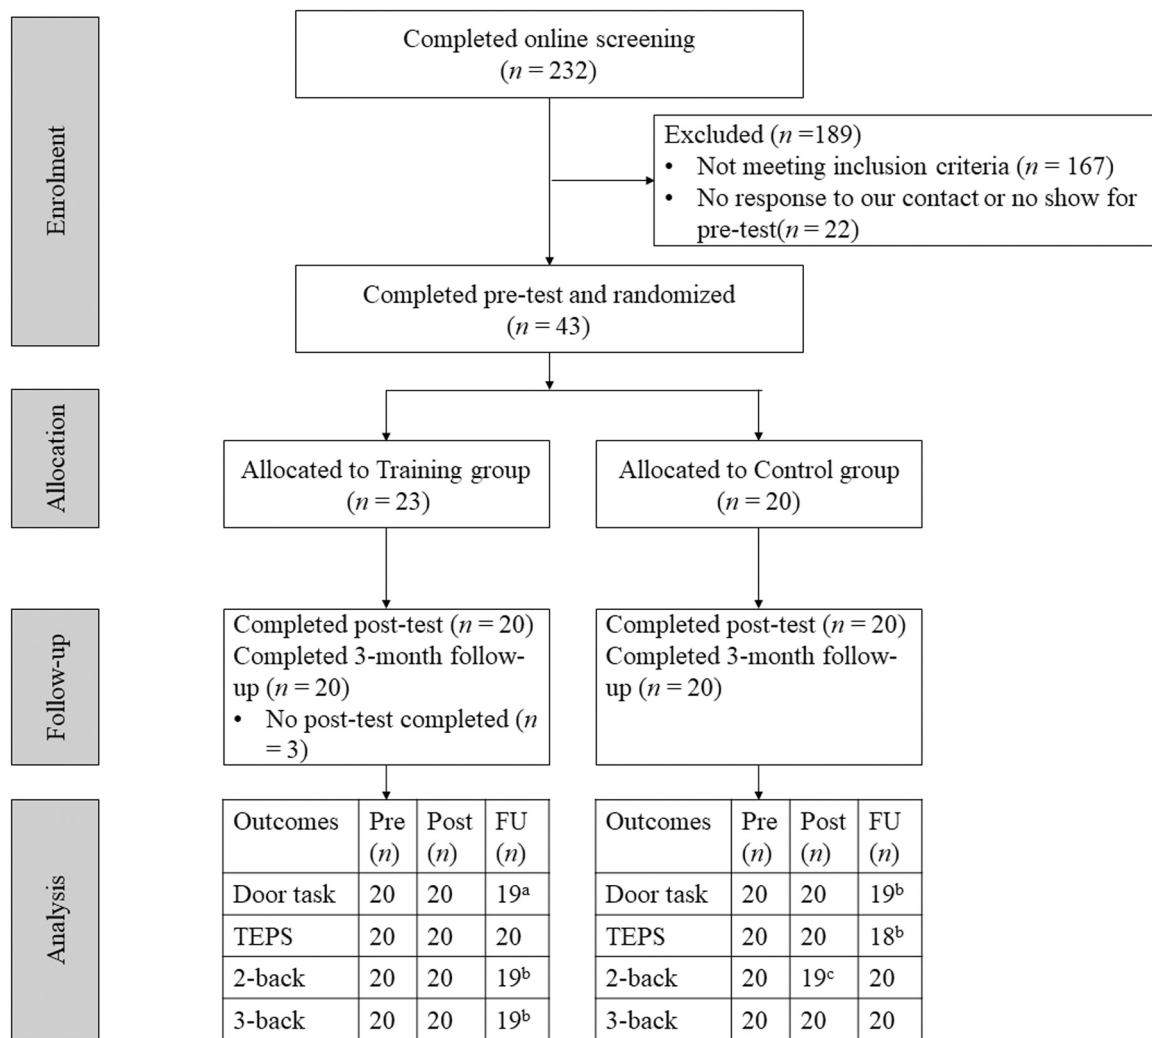 Enrolment
Completed online screening
(n = 232)
Excluded (n =189)
• Not meeting inclusion criteria (n = 167)
• No response to our contact or no show for
pre-test(n = 22)
Completed pre-test and randomized
(n = 43)
Allocation
Allocated to Training group
(n = 23)
Allocated to Control group
(n = 20)
Follow-up
Completed post-test (n = 20)
Completed 3-month follow-
up (n = 20)
• No post-test completed (n
= 3)
Completed post-test (n = 20)
Completed 3-month follow-
up (n = 20)
Analysis
Outcomes Pre (n) Post (n) FU (n)
Door task 20 20 19ᵃ
TEPS 20 20 20
2-back 20 20 19ᵇ
3-back 20 20 19ᵇ
Outcomes Pre (n) Post (n) FU (n)
Door task 20 20 19ᵇ
TEPS 20 20 18ᵇ
2-back 20 19ᶜ 20
3-back 20 20 20